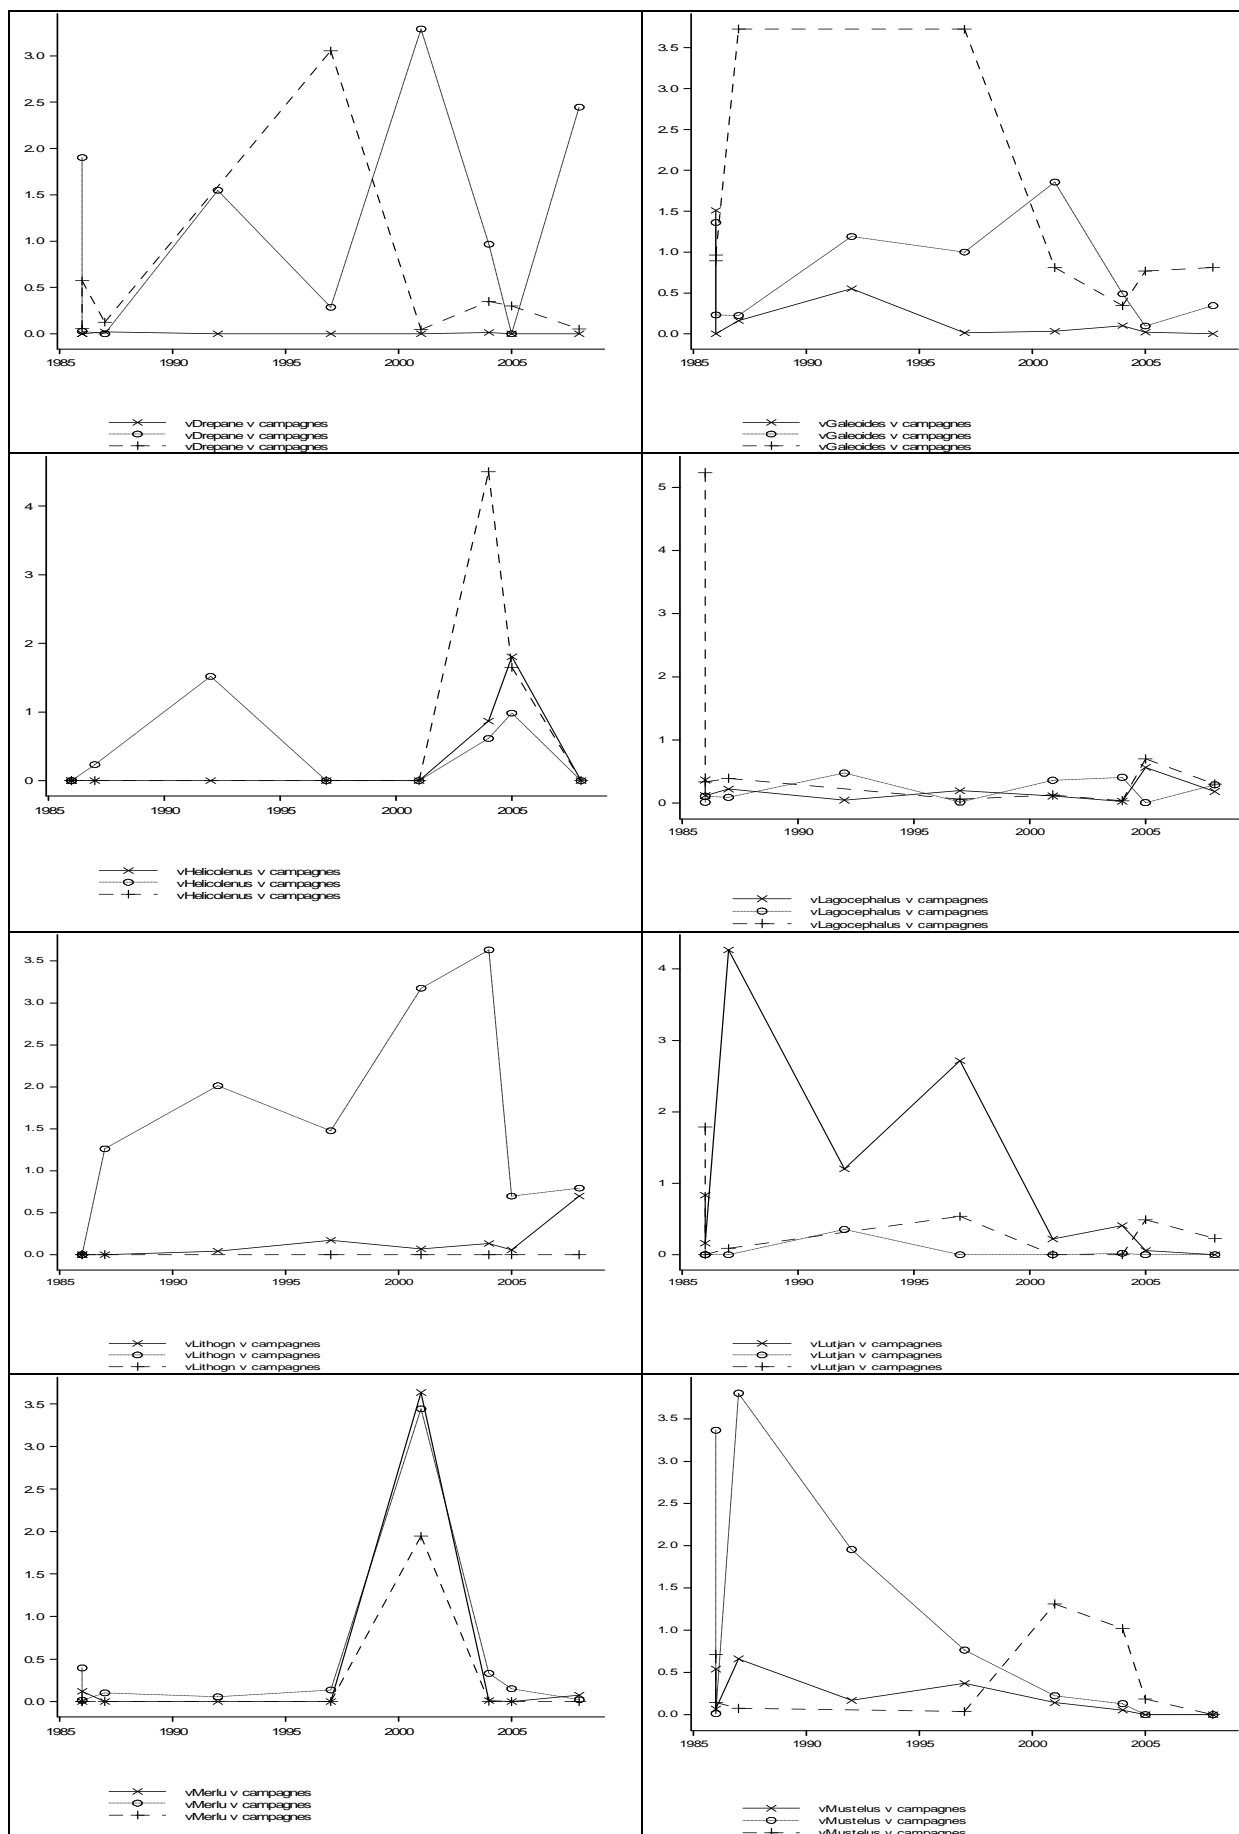 3.0
2.5
2.0
1.5
1.0
0.5
0.0
1985 1990 1995 2000 2005
vDrepane v campagnes
vDrepane v campagnes
vDrepane v campagnes
3.5
3.0
2.5
2.0
1.5
1.0
0.5
0.0
1985 1990 1995 2000 2005
vGaleoides v campagnes
vGaleoides v campagnes
vGaleoides v campagnes
4
3
2
1
0
1985 1990 1995 2000 2005
vHelicolenus v campagnes
vHelicolenus v campagnes
vHelicolenus v campagnes
5
4
3
2
1
0
1985 1990 1995 2000 2005
vLagocephalus v campagnes
vLagocephalus v campagnes
vLagocephalus v campagnes
3.5
3.0
2.5
2.0
1.5
1.0
0.5
0.0
1985 1990 1995 2000 2005
vLithogn v campagnes
vLithogn v campagnes
vLithogn v campagnes
4
3
2
1
0
1985 1990 1995 2000 2005
vLutjan v campagnes
vLutjan v campagnes
vLutjan v campagnes
3.5
3.0
2.5
2.0
1.5
1.0
0.5
0.0
1985 1990 1995 2000 2005
vMerlu v campagnes
vMerlu v campagnes
vMerlu v campagnes
3.5
3.0
2.5
2.0
1.5
1.0
0.5
0.0
1985 1990 1995 2000 2005
vMustelus v campagnes
vMustelus v campagnes
vMustelus v campagnes